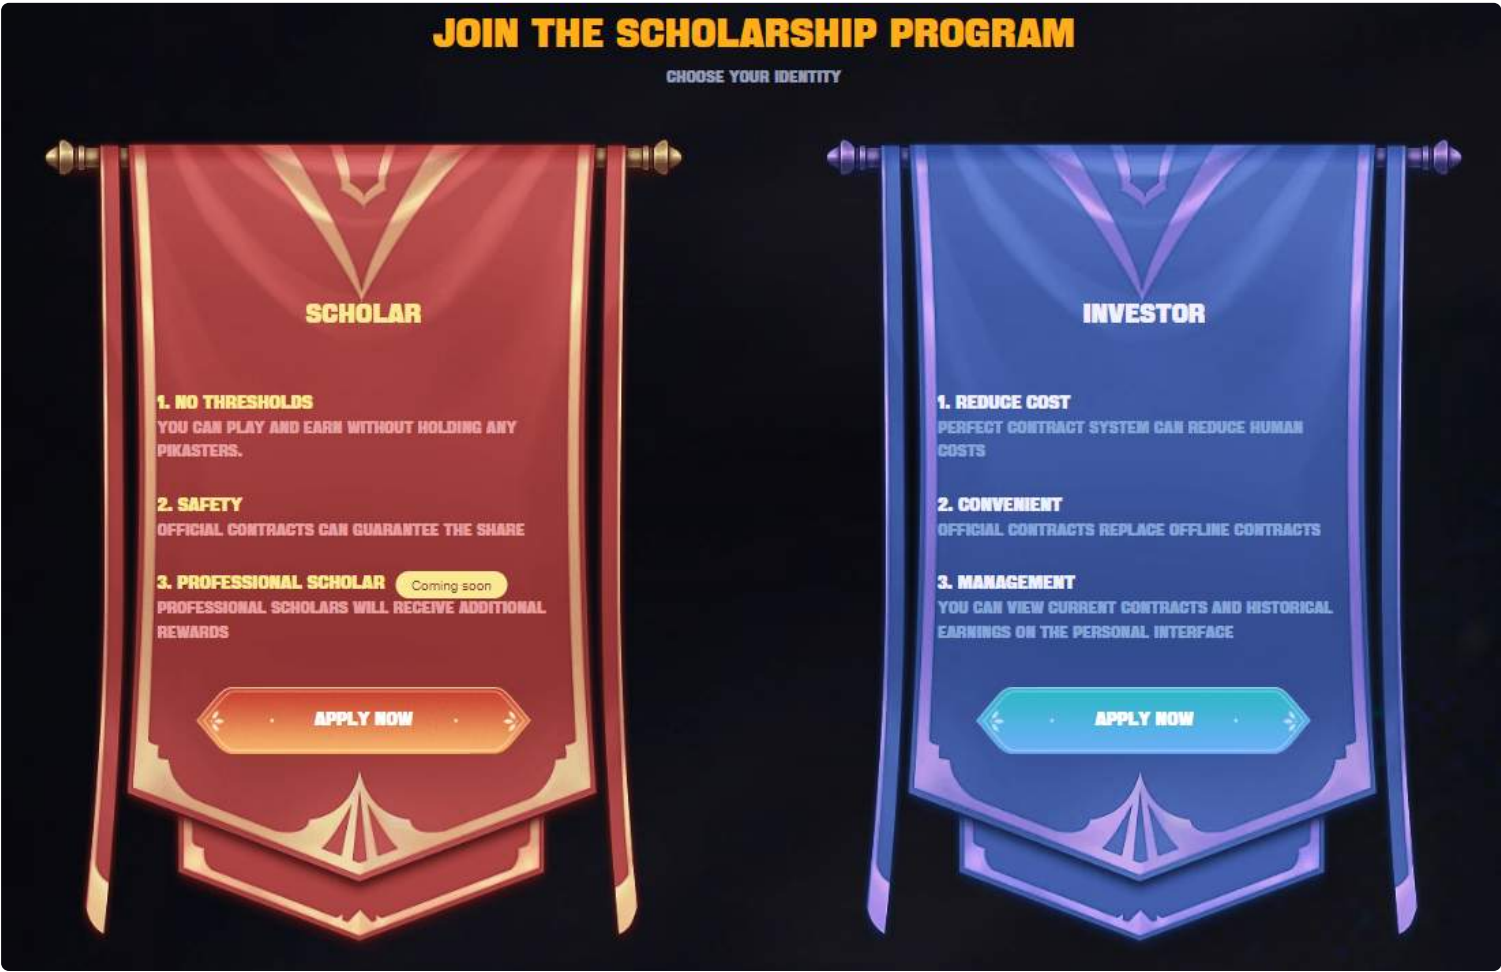 JOIN THE SCHOLARSHIP PROGRAM
CHOOSE YOUR IDENTITY
SCHOLAR
1. NO THRESHOLDS
YOU CAN PLAY AND EARN WITHOUT HOLDING ANY
PIKASTERS.
2. SAFETY
OFFICIAL CONTRACTS CAN GUARANTEE THE SHARE
3. PROFESSIONAL SCHOLAR Coming soon
PROFESSIONAL SCHOLARS WILL RECEIVE ADDITIONAL
REWARDS
APPLY NOW
INVESTOR
1. REDUCE COST
PERFECT CONTRACT SYSTEM CAN REDUCE HUMAN
COSTS
2. CONVENIENT
OFFICIAL CONTRACTS REPLACE OFFLINE CONTRACTS
3. MANAGEMENT
YOU CAN VIEW CURRENT CONTRACTS AND HISTORICAL
EARNINGS ON THE PERSONAL INTERFACE
APPLY NOW